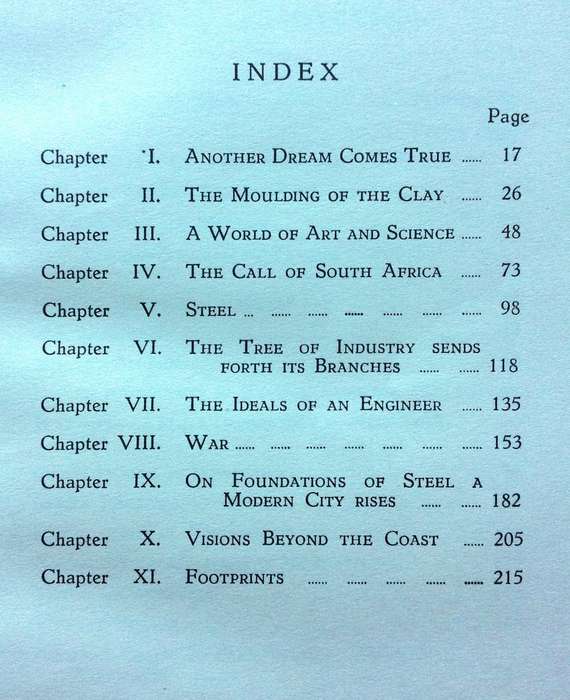 INDEX
Page
Chapter I. ANOTHER DREAM COMES TRUE ...... 17
Chapter II. THE MOULDING OF THE CLAY ...... 26
Chapter III. A WORLD OF ART AND SCIENCE ...... 48
Chapter IV. THE CALL OF SOUTH AFRICA ...... 73
Chapter V. STEEL ... ...... ...... ...... ...... ...... ...... 98
Chapter VI. THE TREE OF INDUSTRY SENDS
FORTH ITS BRANCHES ...... ...... 118
Chapter VII. THE IDEALS OF AN ENGINEER ...... 135
Chapter VIII. WAR ...... ...... ...... ...... ...... ...... ...... 153
Chapter IX. ON FOUNDATIONS OF STEEL A
MODERN CITY RISES ...... ...... 182
Chapter X. VISIONS BEYOND THE COAST ...... 205
Chapter XI. FOOTPRINTS ...... ...... ...... ...... ...... 215